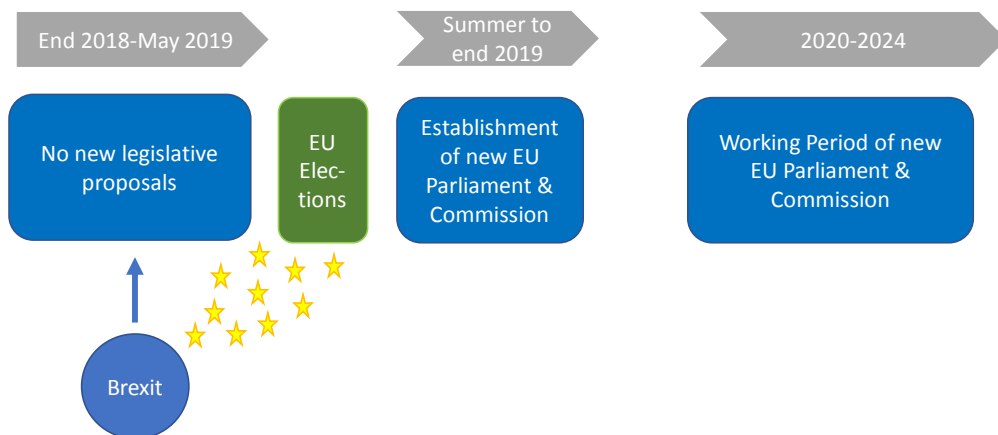 End 2018-May 2019
Summer to
end 2019
2020-2024
No new legislative
proposals
EU
Elec-
tions
Establishment
of new EU
Parliament &
Commission
Working Period of new
EU Parliament &
Commission
Brexit